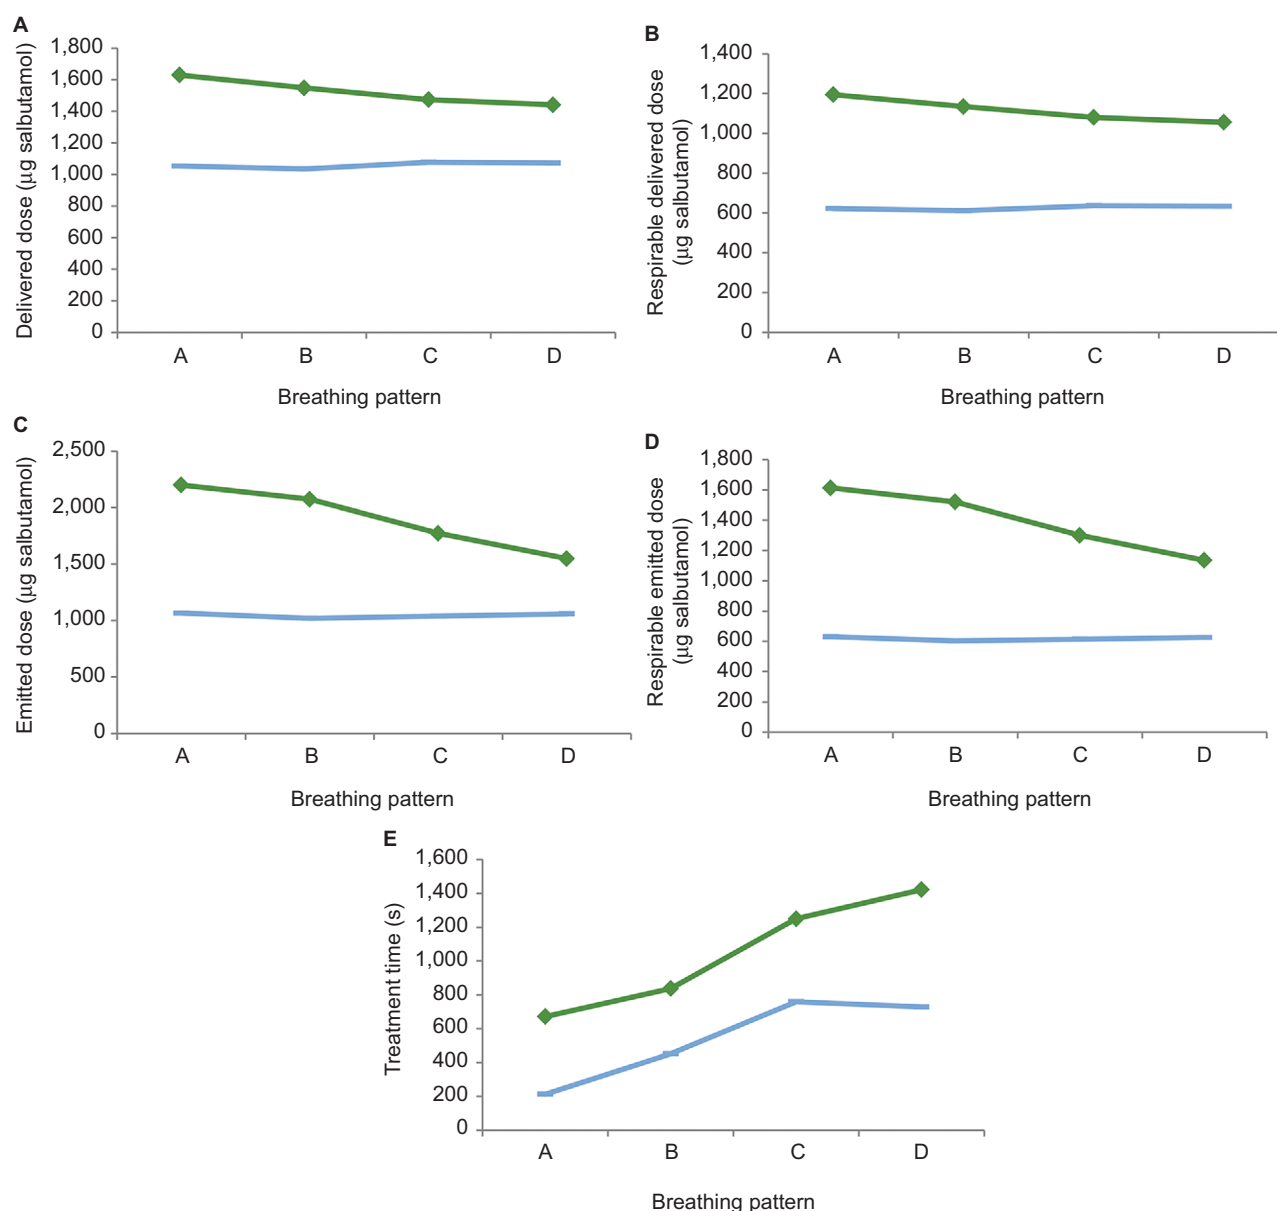 A
Delivered dose (μg salbutamol)
1,800
1,600
1,400
1,200
1,000
800
600
400
200
0
A B C D
Breathing pattern
B
Respirable delivered dose
(μg salbutamol)
1,400
1,200
1,000
800
600
400
200
0
A B C D
Breathing pattern
C
Emitted dose (μg salbutamol)
2,500
2,000
1,500
1,000
500
0
A B C D
Breathing pattern
D
Respirable emitted dose
(μg salbutamol)
1,800
1,600
1,400
1,200
1,000
800
600
400
200
0
A B C D
Breathing pattern
E
Treatment time (s)
1,600
1,400
1,200
1,000
800
600
400
200
0
A B C D
Breathing pattern